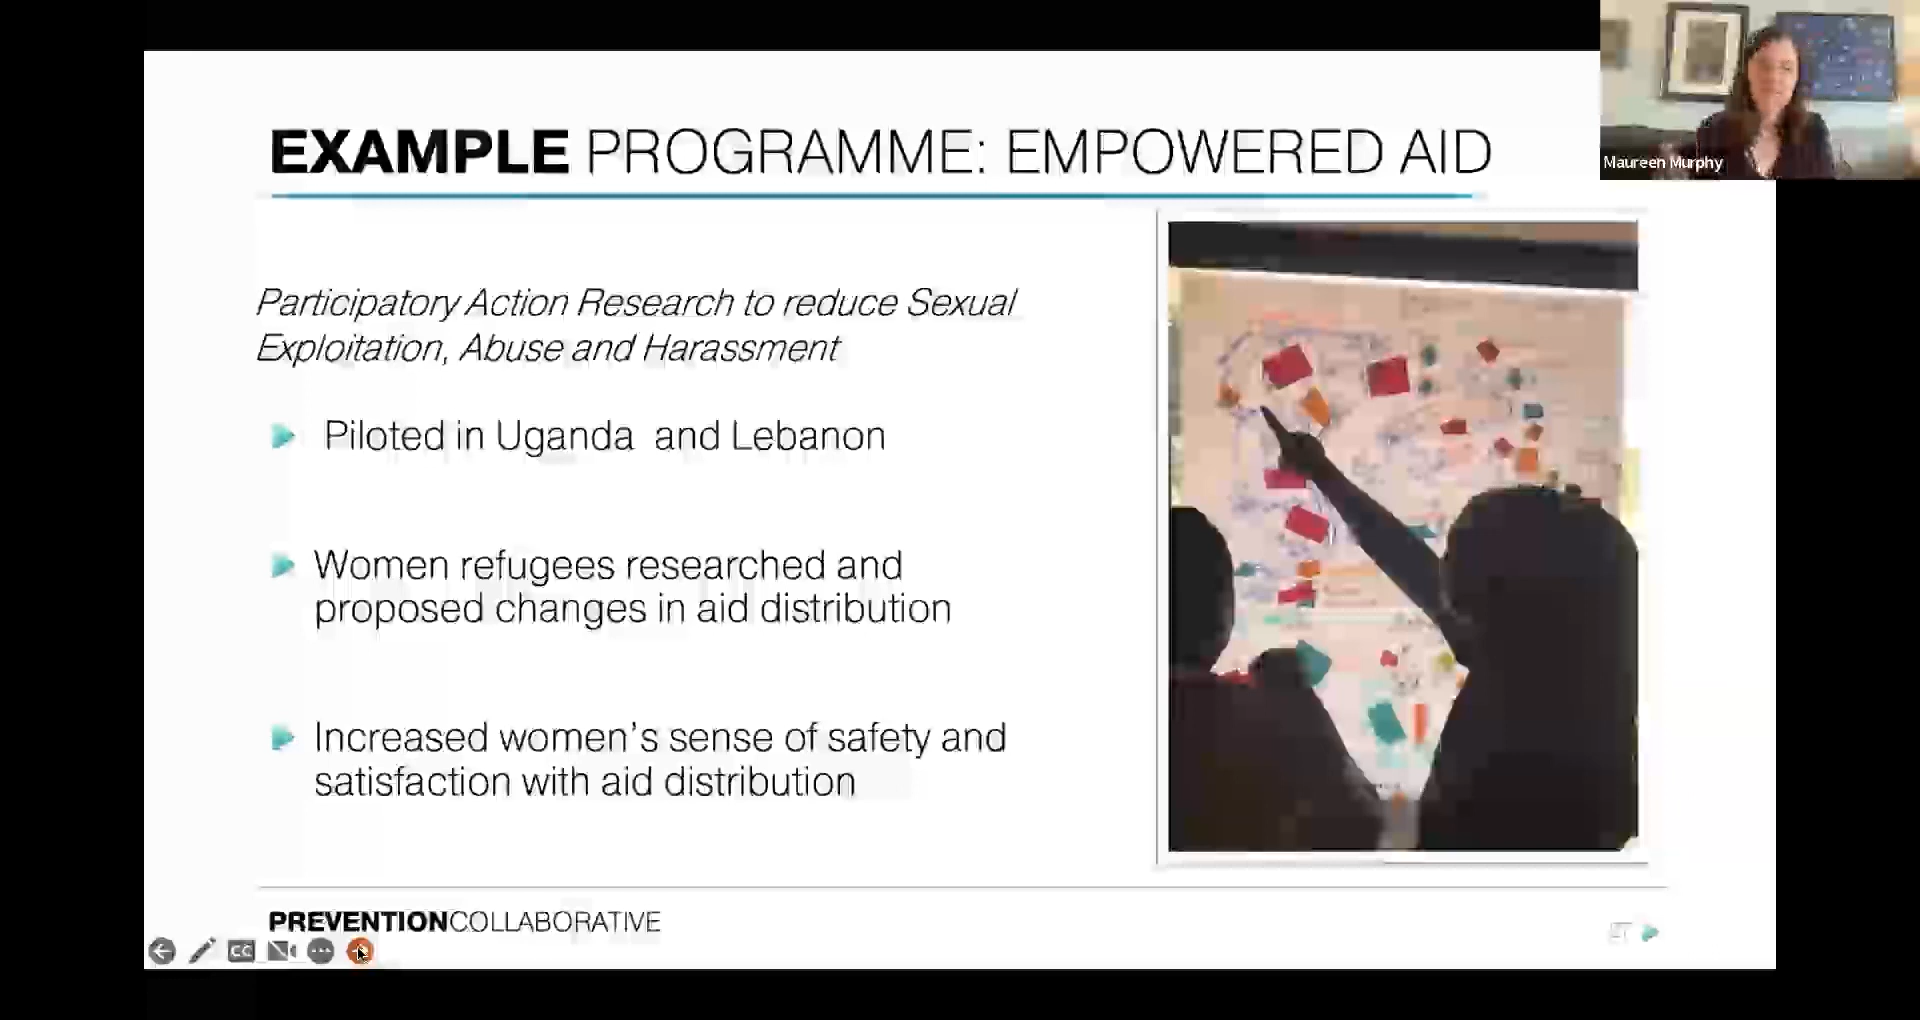 EXAMPLE PROGRAMME: EMPOWERED AID
Maureen Murphy
Participatory Action Research to reduce Sexual
Exploitation, Abuse and Harassment
Piloted in Uganda and Lebanon
Women refugees researched and
proposed changes in aid distribution
Increased women's sense of safety and
satisfaction with aid distribution
PREVENTIONCOLLABORATIVE
CC